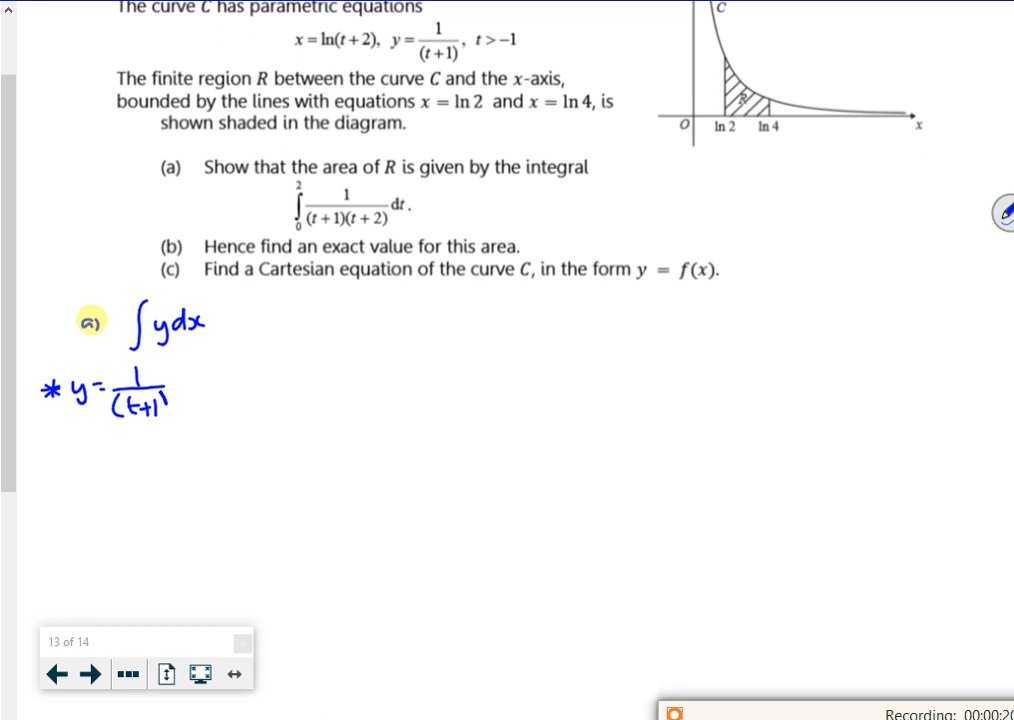 The curve C has parametric equations
x = ln(t + 2), y = 1/(t + 1), t > -1
The finite region R between the curve C and the x-axis,
bounded by the lines with equations x = ln 2 and x = ln 4, is
shown shaded in the diagram.
C
R
O ln 2 ln 4 x
(a) Show that the area of R is given by the integral
∫₀² 1/((t + 1)(t + 2)) dt.
(b) Hence find an exact value for this area.
(c) Find a Cartesian equation of the curve C, in the form y = f(x).
a) ∫ y dx
* y = 1/(t+1)
13 of 14
Recording: 00:00:20